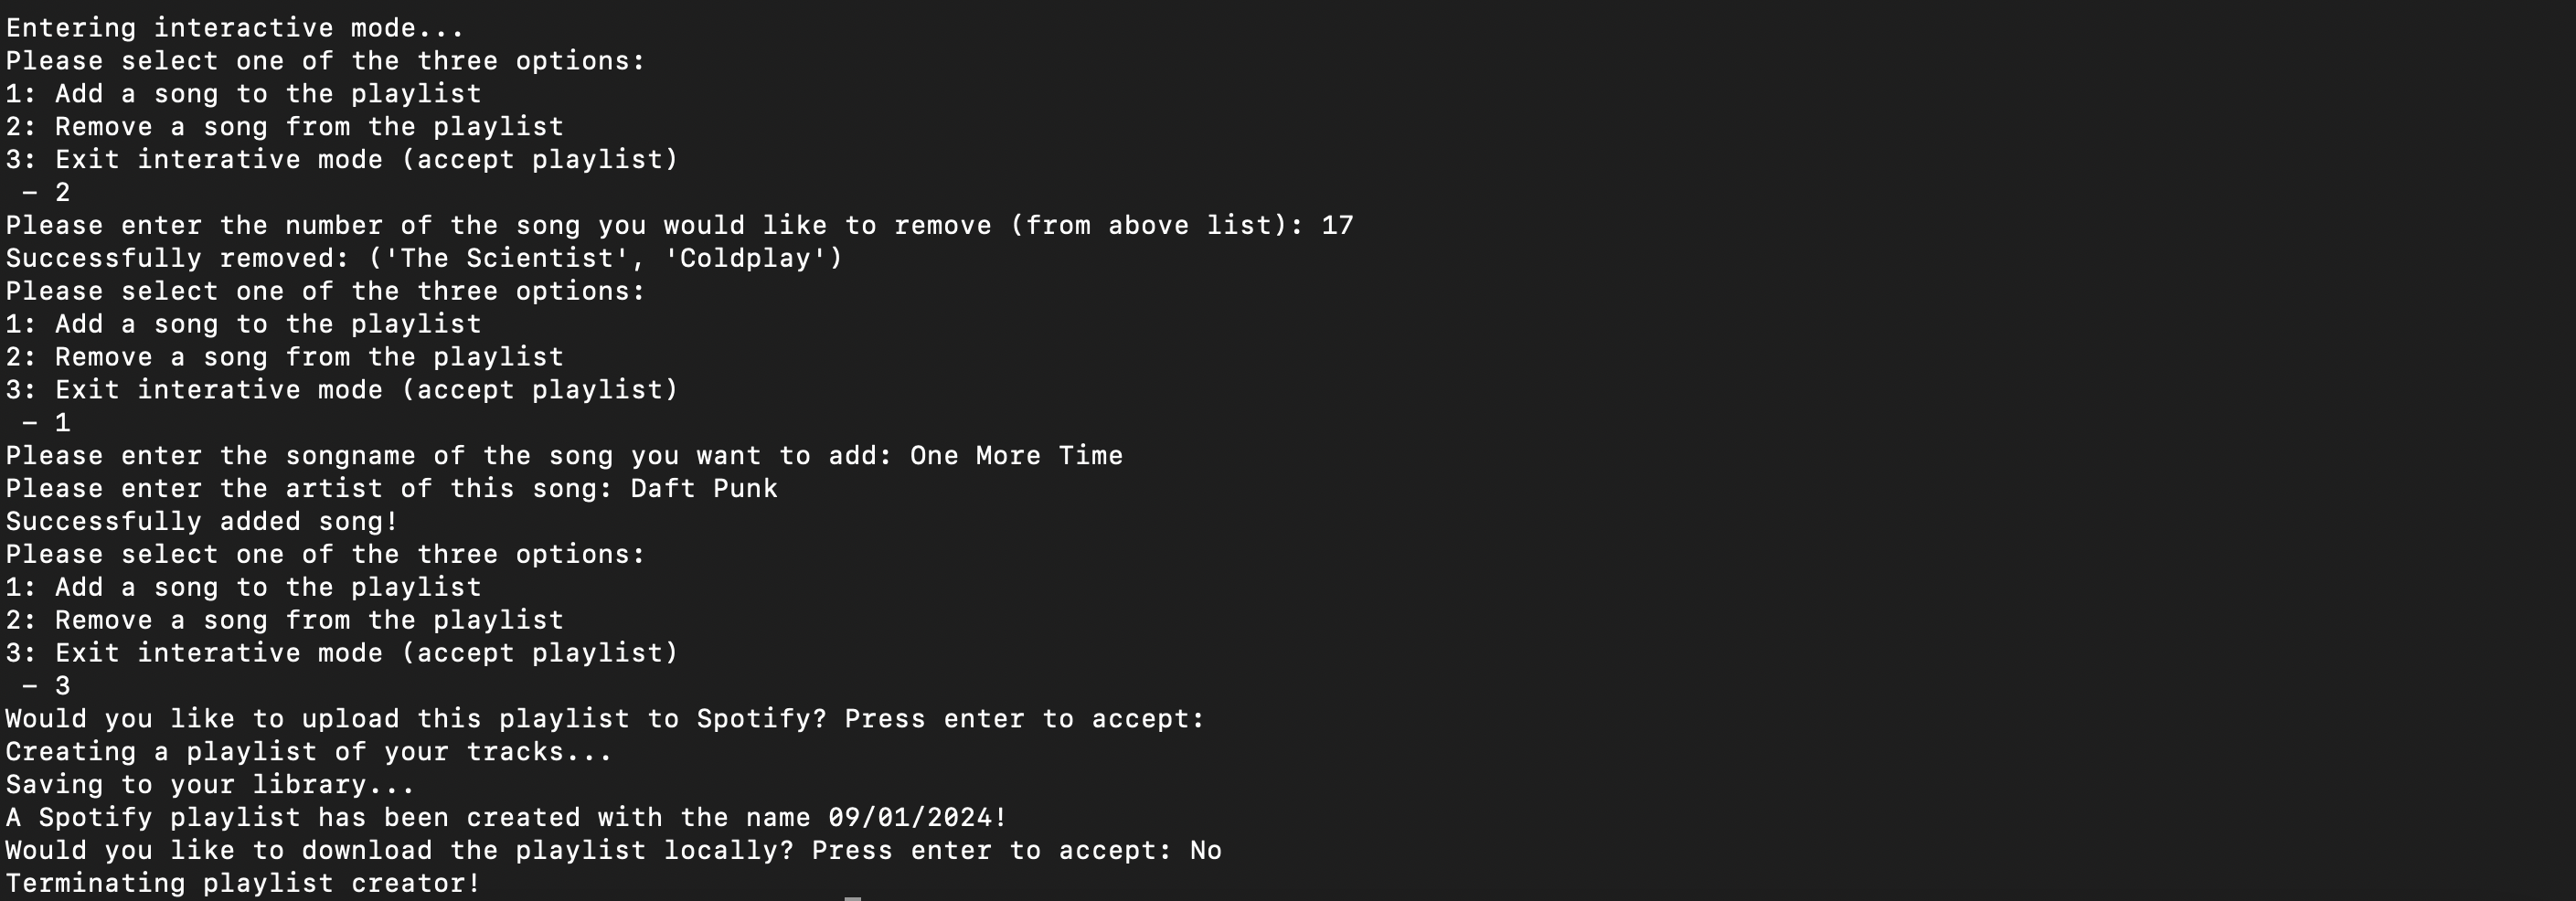 Entering interactive mode...
Please select one of the three options:
1: Add a song to the playlist
2: Remove a song from the playlist
3: Exit interative mode (accept playlist)
 – 2
Please enter the number of the song you would like to remove (from above list): 17
Successfully removed: ('The Scientist', 'Coldplay')
Please select one of the three options:
1: Add a song to the playlist
2: Remove a song from the playlist
3: Exit interative mode (accept playlist)
 – 1
Please enter the songname of the song you want to add: One More Time
Please enter the artist of this song: Daft Punk
Successfully added song!
Please select one of the three options:
1: Add a song to the playlist
2: Remove a song from the playlist
3: Exit interative mode (accept playlist)
 – 3
Would you like to upload this playlist to Spotify? Press enter to accept:
Creating a playlist of your tracks...
Saving to your library...
A Spotify playlist has been created with the name 09/01/2024!
Would you like to download the playlist locally? Press enter to accept: No
Terminating playlist creator!